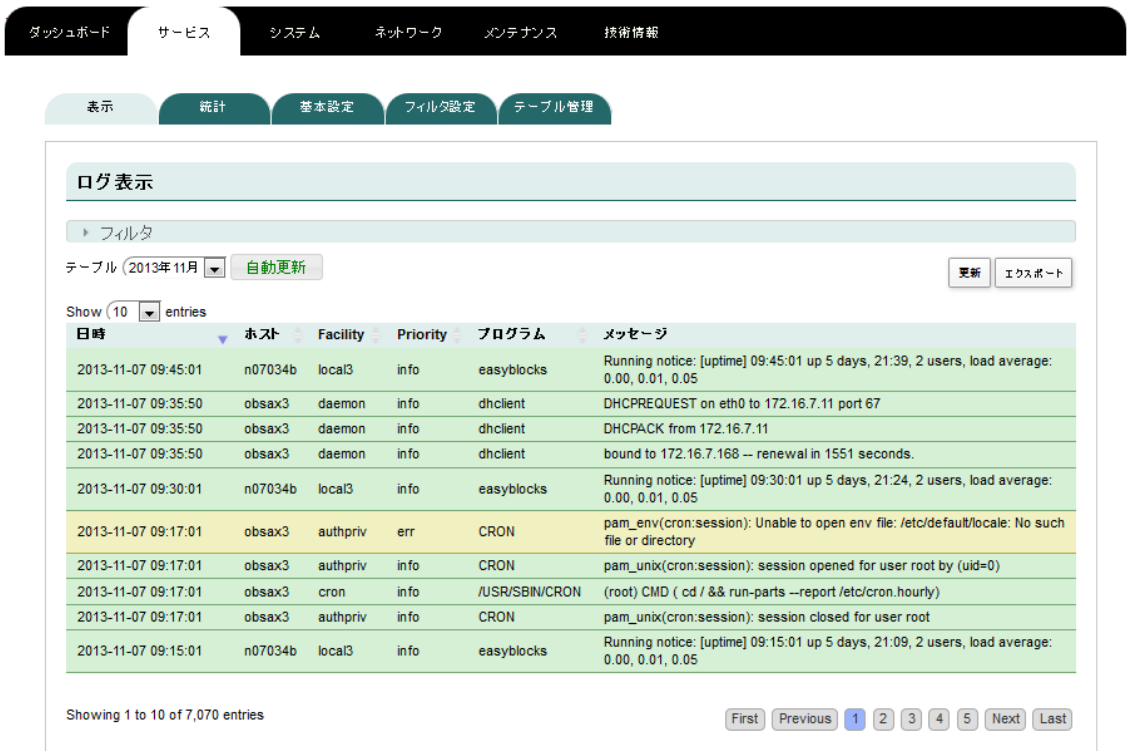 ダッシュボード サービス システム ネットワーク メンテナンス 技術情報
表示 統計 基本設定 フィルタ設定 テーブル管理
ログ表示
フィルタ
テーブル 2013年11月 自動更新 更新 エクスポート
Show 10 entries
日時 ホスト Facility Priority プログラム メッセージ
2013-11-07 09:45:01 n07034b local3 info easyblocks Running notice: [uptime] 09:45:01 up 5 days, 21:39, 2 users, load average:
0.00, 0.01, 0.05
2013-11-07 09:35:50 obsax3 daemon info dhclient DHCPREQUEST on eth0 to 172.16.7.11 port 67
2013-11-07 09:35:50 obsax3 daemon info dhclient DHCPACK from 172.16.7.11
2013-11-07 09:35:50 obsax3 daemon info dhclient bound to 172.16.7.168 -- renewal in 1551 seconds.
2013-11-07 09:30:01 n07034b local3 info easyblocks Running notice: [uptime] 09:30:01 up 5 days, 21:24, 2 users, load average:
0.00, 0.01, 0.05
2013-11-07 09:17:01 obsax3 authpriv err CRON pam_env(cron:session): Unable to open env file: /etc/default/locale: No such
file or directory
2013-11-07 09:17:01 obsax3 authpriv info CRON pam_unix(cron:session): session opened for user root by (uid=0)
2013-11-07 09:17:01 obsax3 cron info /USR/SBIN/CRON (root) CMD ( cd / && run-parts --report /etc/cron.hourly)
2013-11-07 09:17:01 obsax3 authpriv info CRON pam_unix(cron:session): session closed for user root
2013-11-07 09:15:01 n07034b local3 info easyblocks Running notice: [uptime] 09:15:01 up 5 days, 21:09, 2 users, load average:
0.00, 0.01, 0.05
Showing 1 to 10 of 7,070 entries First Previous 1 2 3 4 5 Next Last